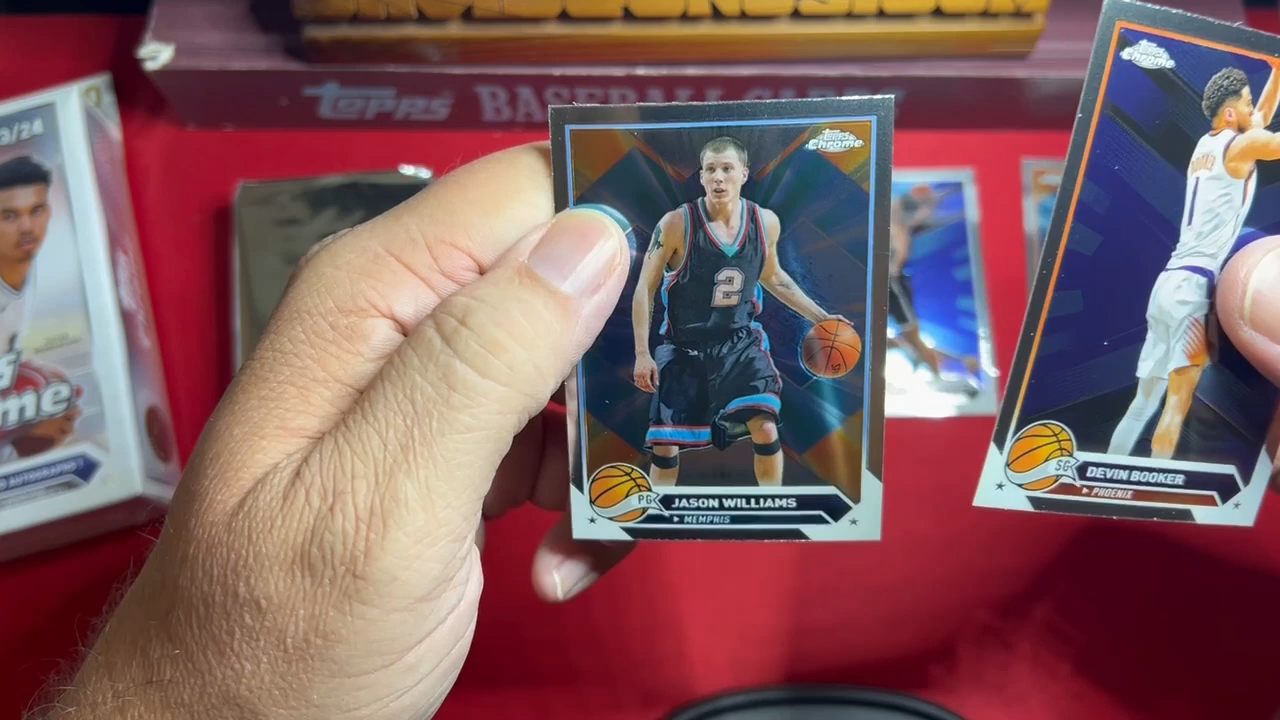 Topps BASEBALL CARDS
Topps
Chrome
2
PG
JASON WILLIAMS
MEMPHIS
Topps
Chrome
1
SG
DEVIN BOOKER
PHOENIX
/24
me
AUTOGRAPHS